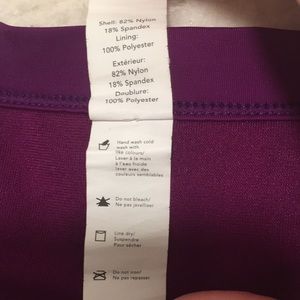 Shell: 82% Nylon
18% Spandex
Lining:
100% Polyester
Extérieur:
82% Nylon
18% Spandex
Doublure:
100% Polyester
Hand wash cold
wash with
like colours/
Laver à la main
à l'eau froide
laver avec des
couleurs semblables
Do not bleach/
Ne pas javelliser
Line dry/
Suspendre
Pour sécher
Do not iron/
Ne pas repasser